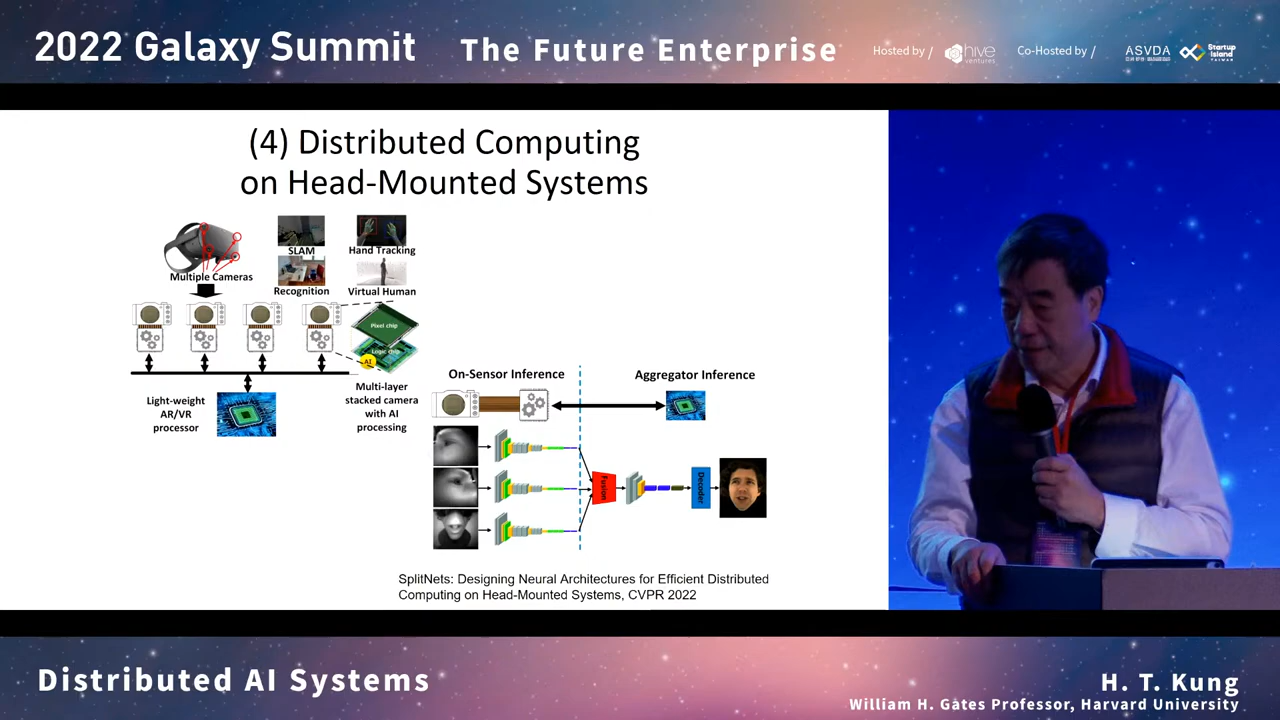 2022 Galaxy Summit
The Future Enterprise
Hosted by /
hive
ventures
Co-Hosted by /
ASVDA
Startup
Island
TAIWAN
(4) Distributed Computing
on Head-Mounted Systems
Multiple Cameras
SLAM
Hand Tracking
Recognition
Virtual Human
Pixel chip
Logic chip
AI
Light-weight
AR/VR
processor
Multi-layer
stacked camera
with AI
processing
On-Sensor Inference
Aggregator Inference
Fusion
Decoder
SplitNets: Designing Neural Architectures for Efficient Distributed
Computing on Head-Mounted Systems, CVPR 2022
Distributed AI Systems
H. T. Kung
William H. Gates Professor, Harvard University